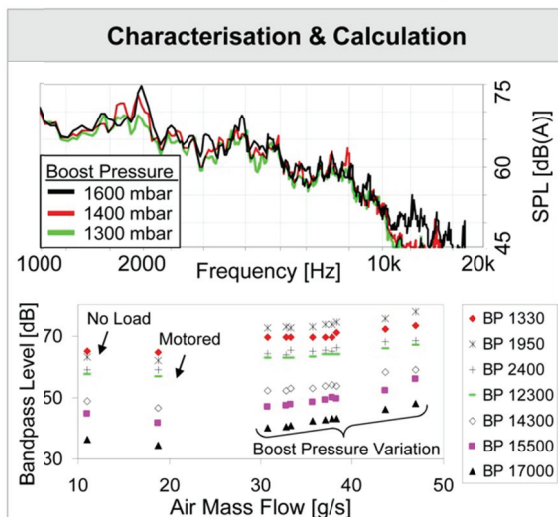 Characterisation & Calculation
75
60
45
SPL [dB(A)]
Boost Pressure
1600 mbar
1400 mbar
1300 mbar
1000
2000
10k
20k
Frequency [Hz]
Bandpass Level [dB]
70
50
30
No Load
Motored
Boost Pressure Variation
10
20
30
40
50
Air Mass Flow [g/s]
BP 1330
BP 1950
BP 2400
BP 12300
BP 14300
BP 15500
BP 17000